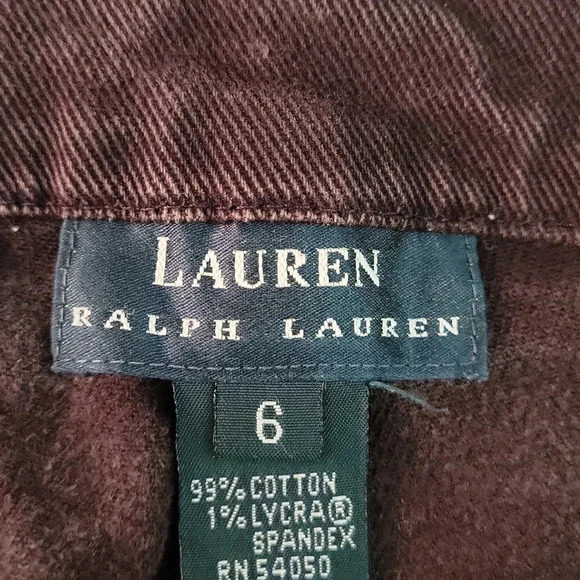 LAUREN
RALPH LAUREN
6
99% COTTON
1% LYCRA®
SPANDEX
RN 54050